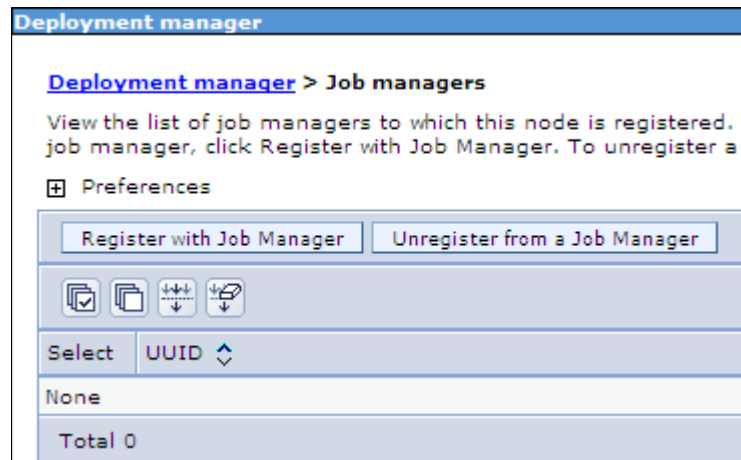 Deployment manager
Deployment manager > Job managers
View the list of job managers to which this node is registered.
job manager, click Register with Job Manager. To unregister a
Preferences
Register with Job Manager Unregister from a Job Manager
Select UUID
None
Total 0